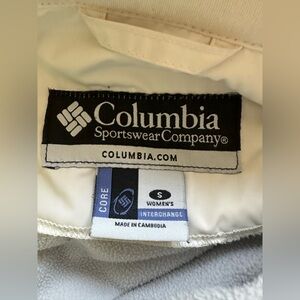 Columbia
Sportswear Company®
COLUMBIA.COM
CORE
S
WOMEN'S
INTERCHANGE
MADE IN CAMBODIA